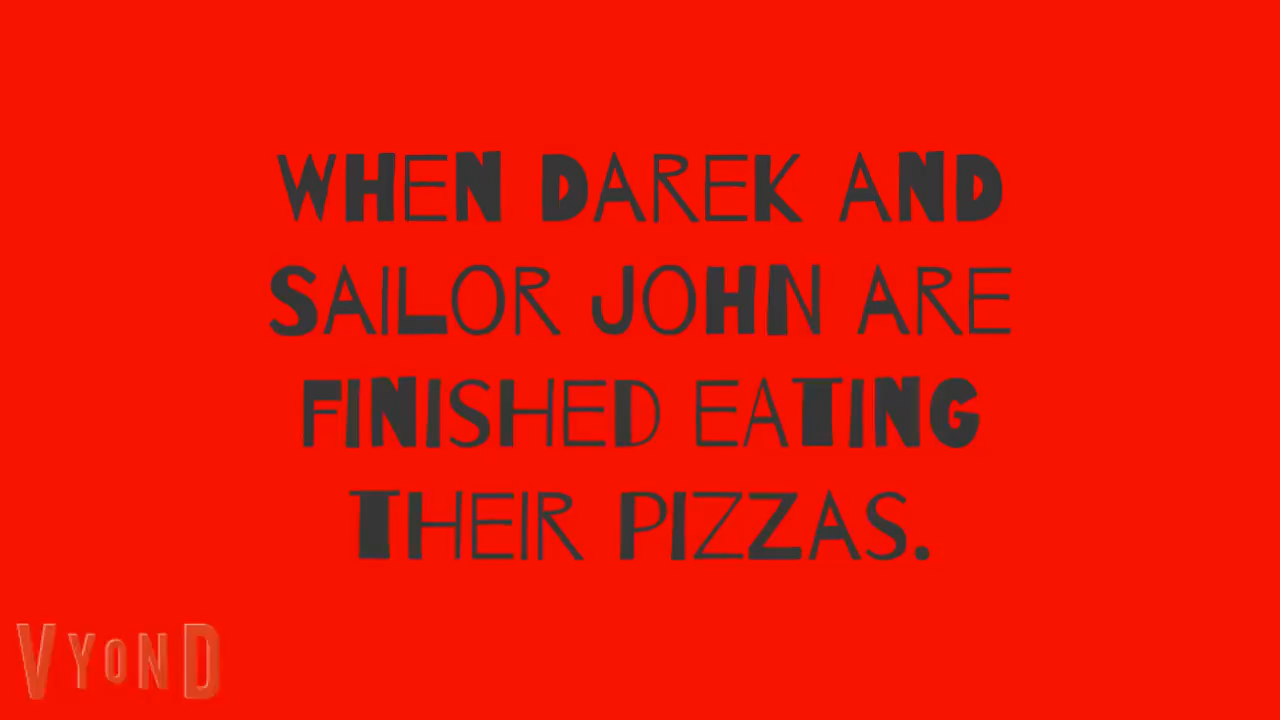 When Darek and
Sailor John are
finished eating
their pizzas.
Vyond